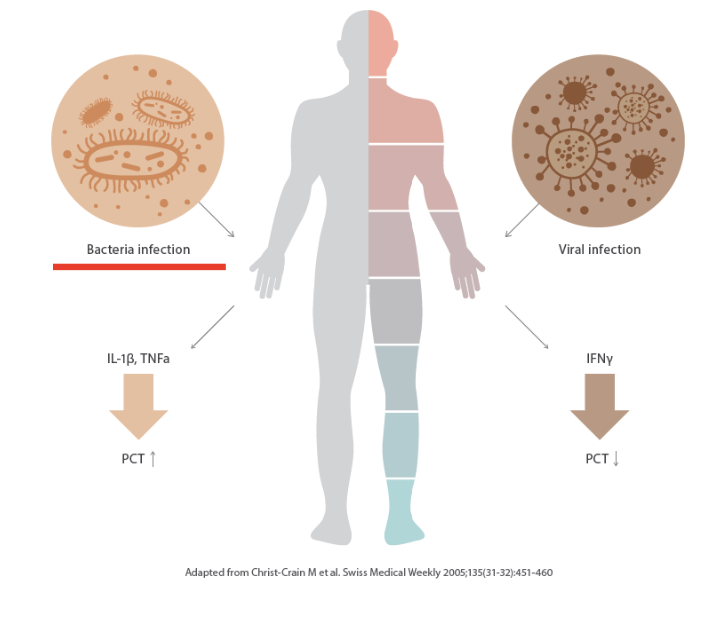 Bacteria infection
Viral infection
IL-1β, TNFa
IFNγ
PCT ↑
PCT ↓
Adapted from Christ-Crain M et al. Swiss Medical Weekly 2005;135(31-32):451-460